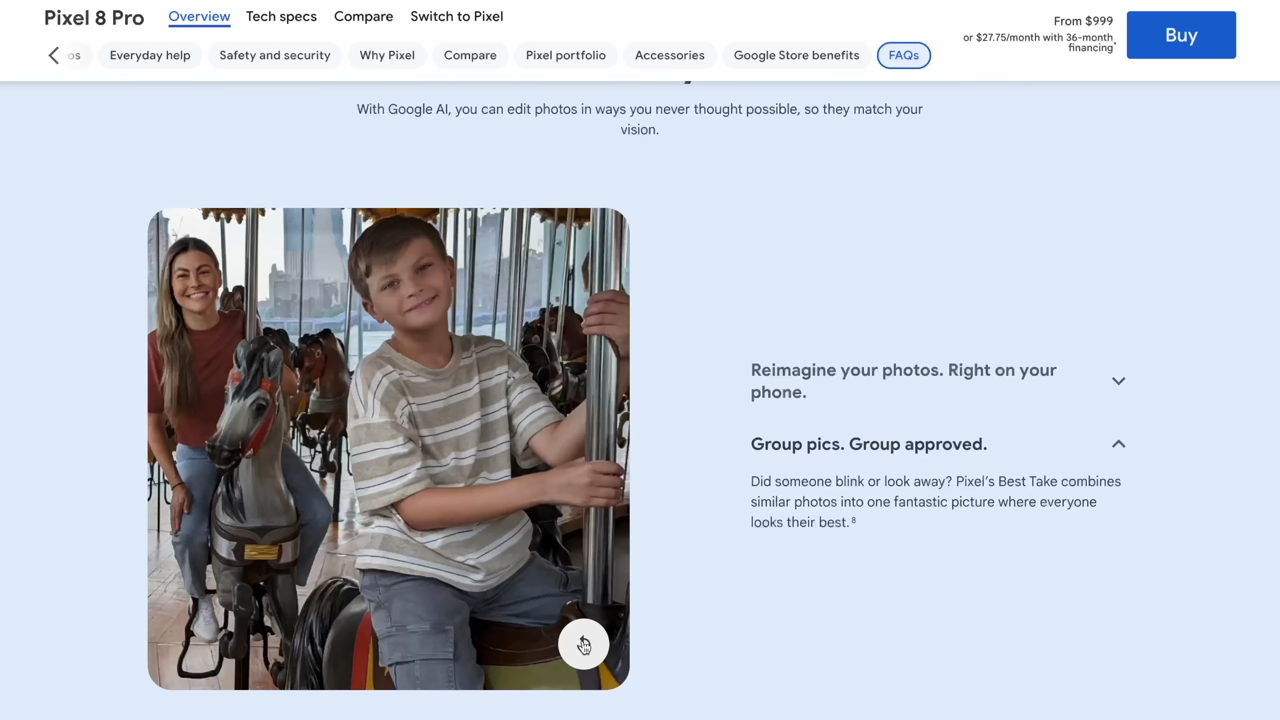 Pixel 8 Pro
Overview
Tech specs
Compare
Switch to Pixel
From $999
or $27.75/month with 36-month
financing*
Buy
os
Everyday help
Safety and security
Why Pixel
Compare
Pixel portfolio
Accessories
Google Store benefits
FAQs
With Google AI, you can edit photos in ways you never thought possible, so they match your
vision.
Reimagine your photos. Right on your
phone.
Group pics. Group approved.
Did someone blink or look away? Pixel's Best Take combines
similar photos into one fantastic picture where everyone
looks their best.⁸